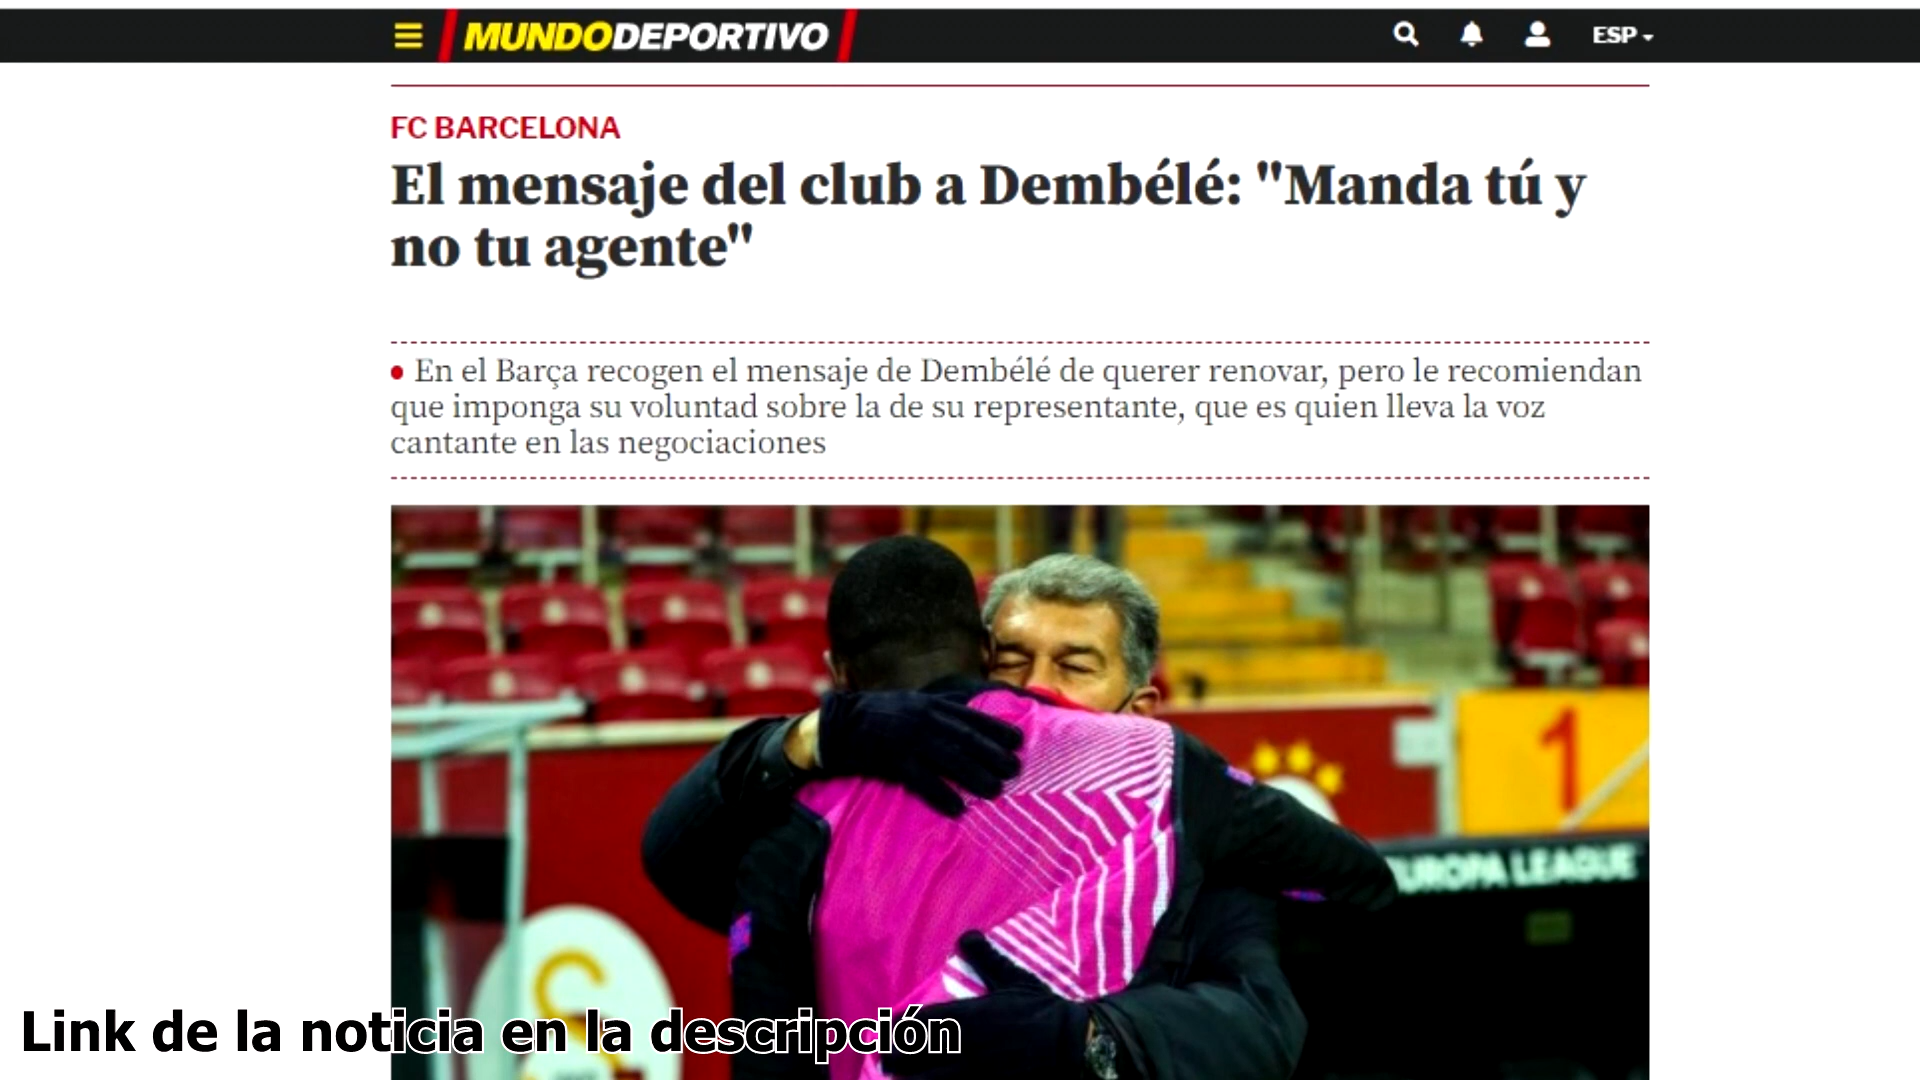 MUNDODEPORTIVO
ESP
FC BARCELONA
El mensaje del club a Dembélé: "Manda tú y
no tu agente"
• En el Barça recogen el mensaje de Dembélé de querer renovar, pero le recomiendan
que imponga su voluntad sobre la de su representante, que es quien lleva la voz
cantante en las negociaciones
1
UROPA LEAGUE
Link de la noticia en la descripción